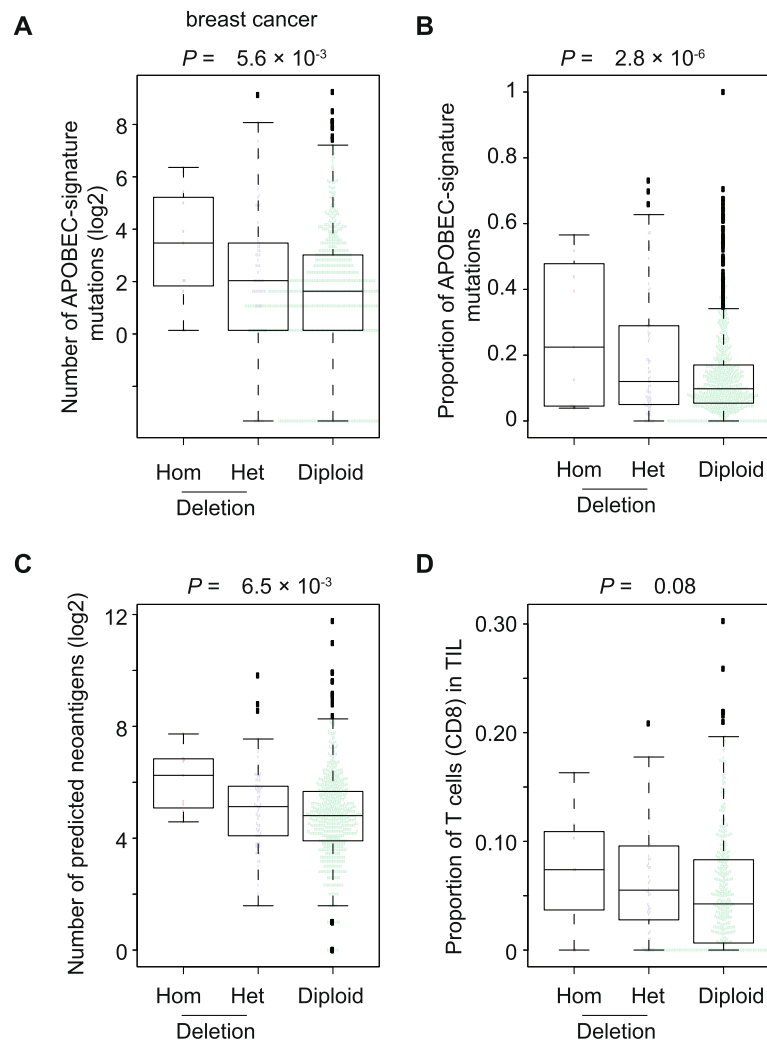 breast cancer
A
P = 5.6 × 10-3
Number of APOBEC-signature
mutations (log2)
8
6
4
2
0
Hom Het Diploid
Deletion
B
P = 2.8 × 10-6
Proportion of APOBEC-signature
mutations
1
0.8
0.6
0.4
0.2
0
Hom Het Diploid
Deletion
C
P = 6.5 × 10-3
Number of predicted neoantigens (log2)
12
8
4
0
Hom Het Diploid
Deletion
D
P = 0.08
Proportion of T cells (CD8) in TIL
0.30
0.20
0.10
0
Hom Het Diploid
Deletion